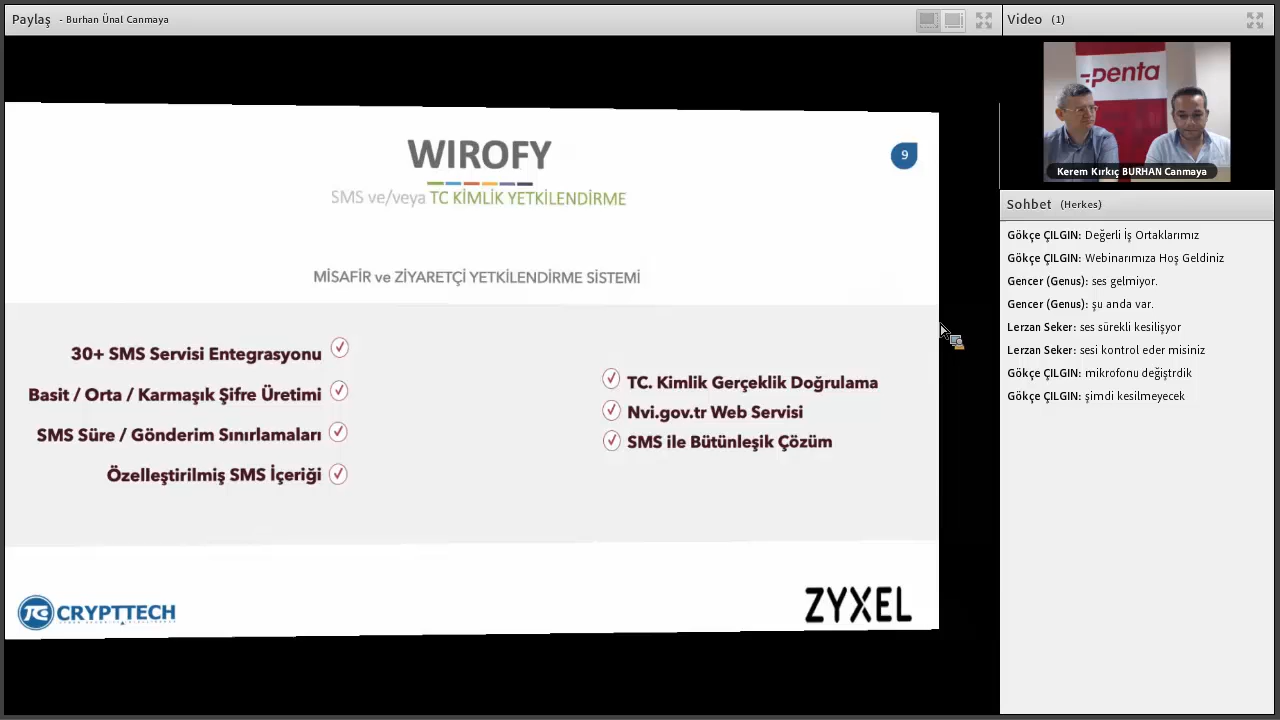 Paylaş - Burhan Ünal Canmaya
WIROFY
9
SMS ve/veya TC KİMLİK YETKİLENDİRME
MİSAFİR ve ZİYARETÇİ YETKİLENDİRME SİSTEMİ
30+ SMS Servisi Entegrasyonu
Basit / Orta / Karmaşık Şifre Üretimi
SMS Süre / Gönderim Sınırlamaları
Özelleştirilmiş SMS İçeriği
TC. Kimlik Gerçeklik Doğrulama
Nvi.gov.tr Web Servisi
SMS ile Bütünleşik Çözüm
CRYPTTECH
ZYXEL
Video (1)
penta
Kerem Kırkıç BURHAN Canmaya
Sohbet (Herkes)
Gökçe ÇILGIN: Değerli İş Ortaklarımız
Gökçe ÇILGIN: Webinarımıza Hoş Geldiniz
Gencer (Genus): ses gelmiyor.
Gencer (Genus): şu anda var.
Lerzan Seker: ses sürekli kesilişyor
Lerzan Seker: sesi kontrol eder misiniz
Gökçe ÇILGIN: mikrofonu değiştrdik
Gökçe ÇILGIN: şimdi kesilmeyecek